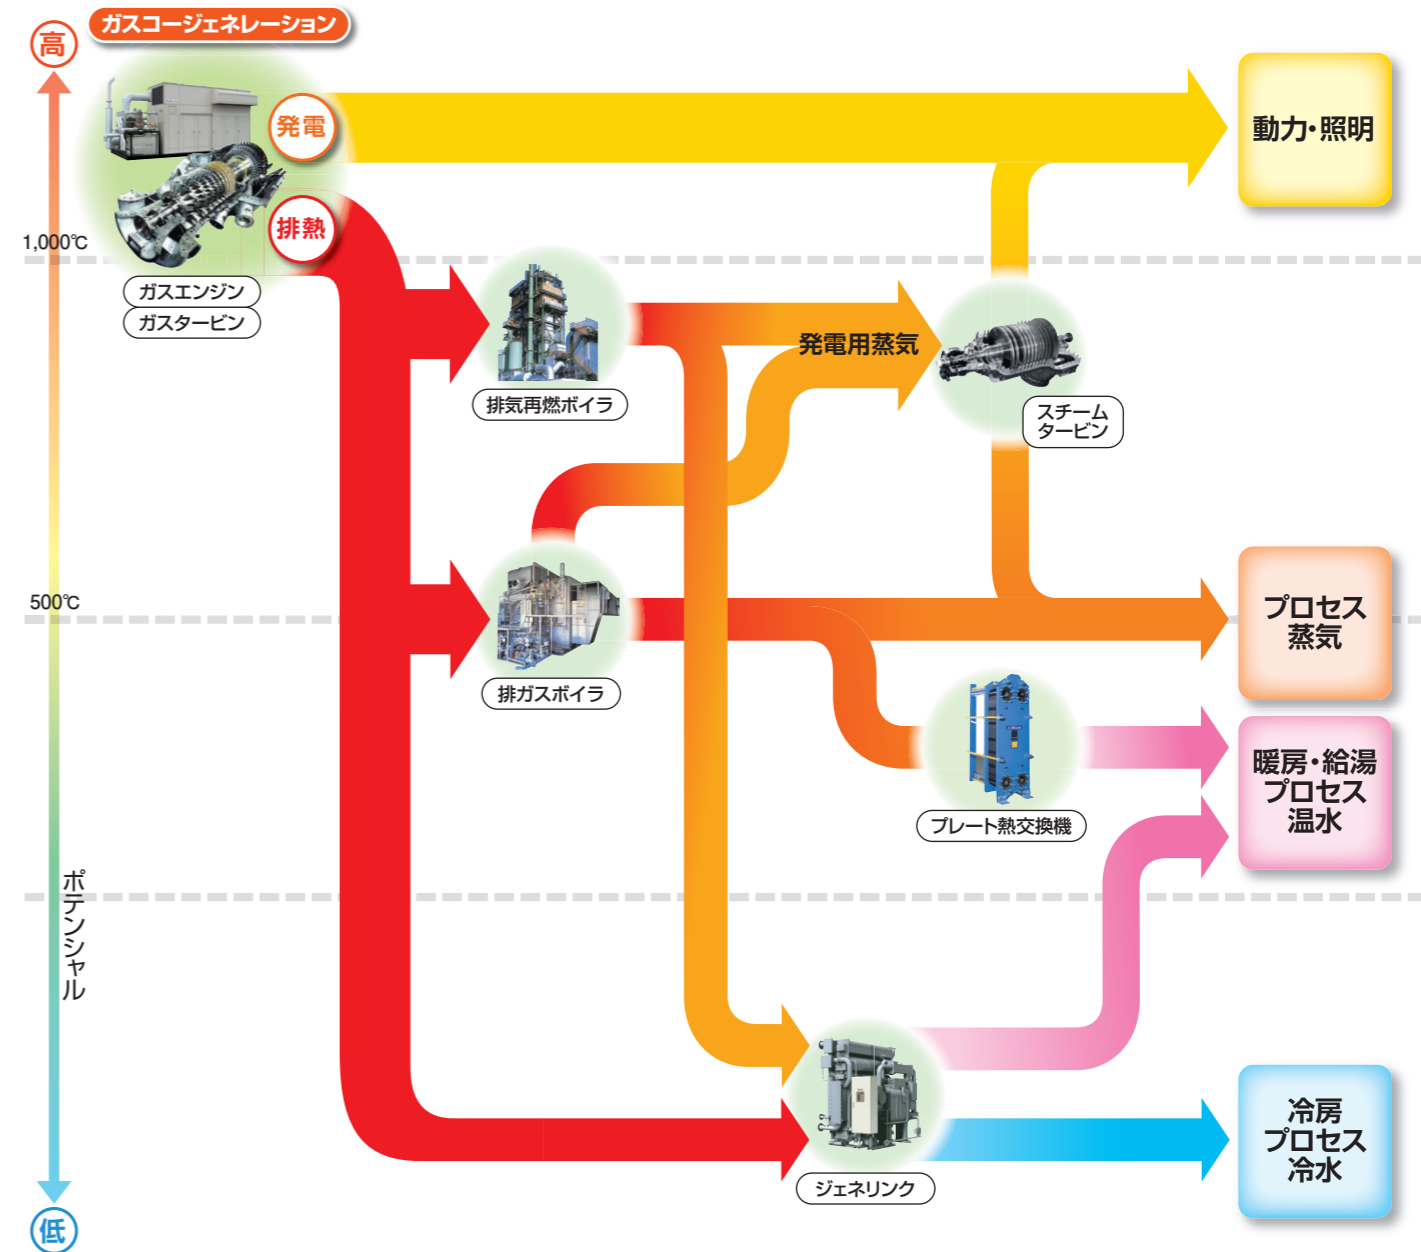 ガスコージェネレーション
高
発電
動力・照明
排熱
1,000℃
ガスエンジン
ガスタービン
発電用蒸気
排気再燃ボイラ
スチーム
タービン
500℃
プロセス
蒸気
排ガスボイラ
暖房・給湯
プロセス
温水
プレート熱交換機
ポテンシャル
冷房
プロセス
冷水
ジェネリンク
低